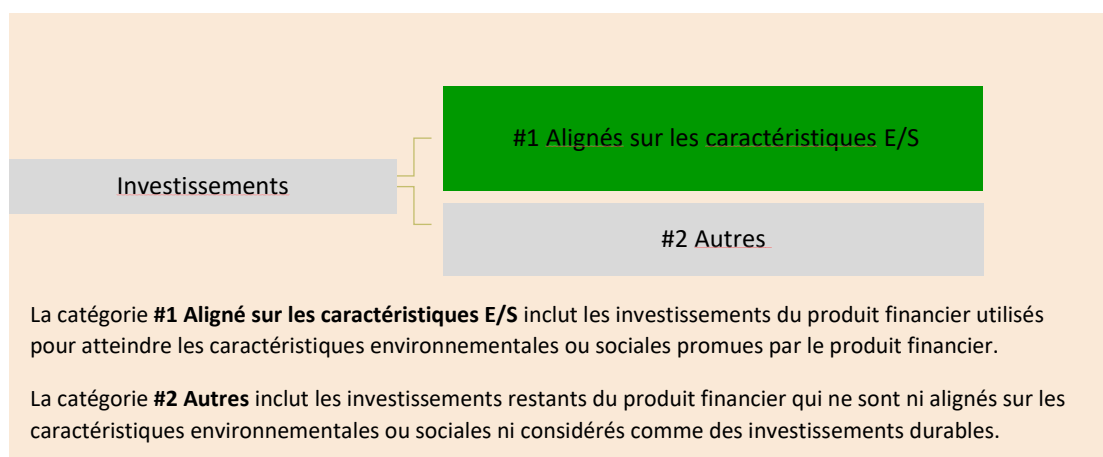 #1 Alignés sur les caractéristiques E/S
Investissements
#2 Autres
La catégorie #1 Aligné sur les caractéristiques E/S inclut les investissements du produit financier utilisés
pour atteindre les caractéristiques environnementales ou sociales promues par le produit financier.
La catégorie #2 Autres inclut les investissements restants du produit financier qui ne sont ni alignés sur les
caractéristiques environnementales ou sociales ni considérés comme des investissements durables.